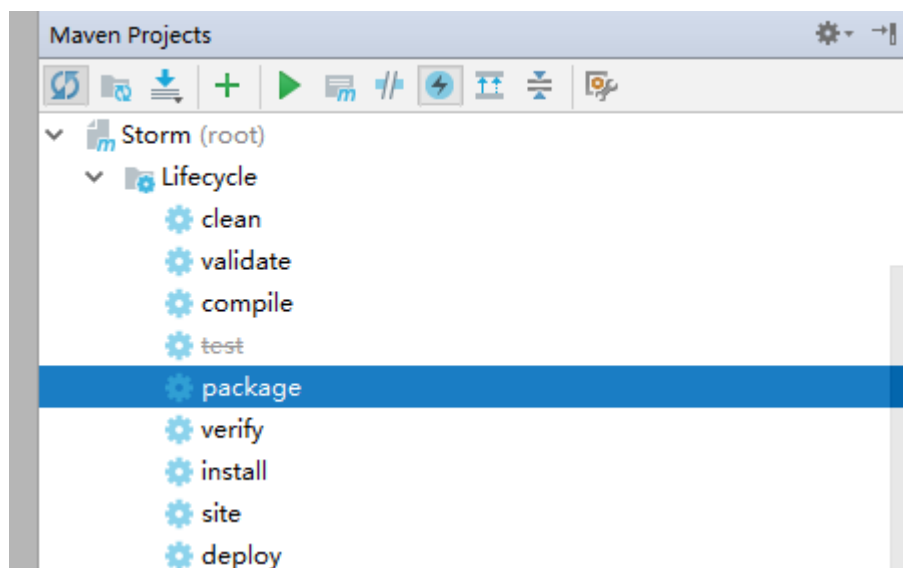 Maven Projects
Storm (root)
Lifecycle
clean
validate
compile
test
package
verify
install
site
deploy